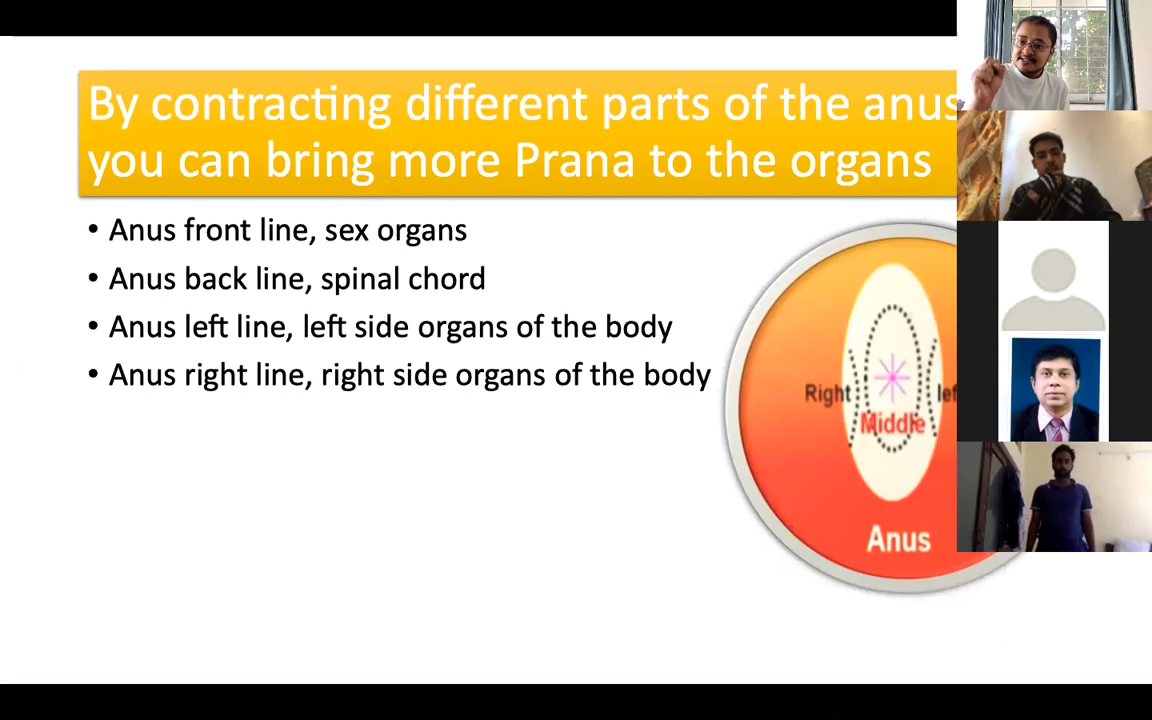 By contracting different parts of the anus
you can bring more Prana to the organs
• Anus front line, sex organs
• Anus back line, spinal chord
• Anus left line, left side organs of the body
• Anus right line, right side organs of the body
Right
lef
Middle
Anus